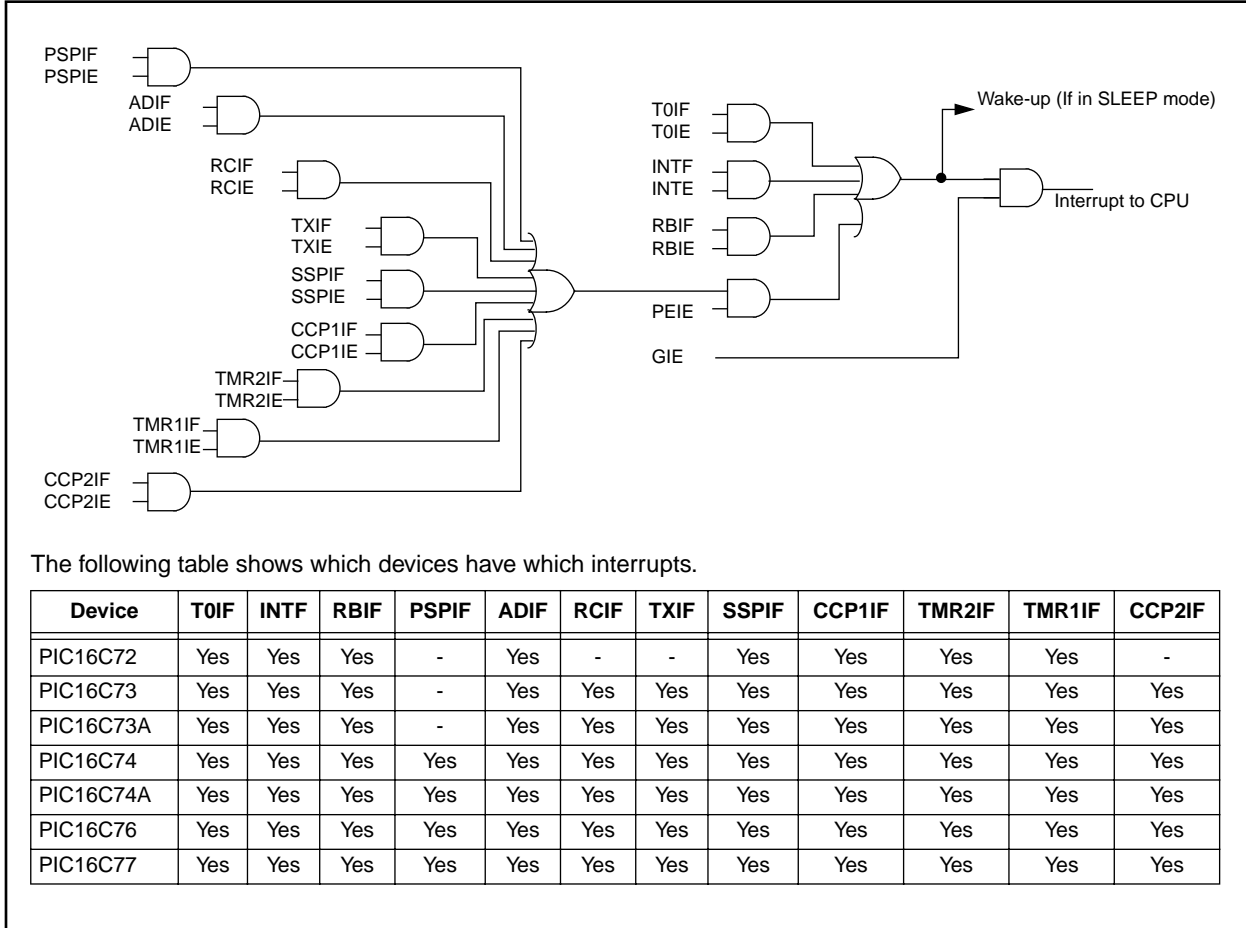 PSPIF
PSPIE
ADIF
ADIE
RCIF
RCIE
TXIF
TXIE
SSPIF
SSPIE
CCP1IF
CCP1IE
TMR2IF
TMR2IE
TMR1IF
TMR1IE
CCP2IF
CCP2IE
T0IF
T0IE
INTF
INTE
RBIF
RBIE
PEIE
GIE
Wake-up (If in SLEEP mode)
Interrupt to CPU
The following table shows which devices have which interrupts.
Device T0IF INTF RBIF PSPIF ADIF RCIF TXIF SSPIF CCP1IF TMR2IF TMR1IF CCP2IF
PIC16C72 Yes Yes Yes - Yes - - Yes Yes Yes Yes -
PIC16C73 Yes Yes Yes - Yes Yes Yes Yes Yes Yes Yes Yes
PIC16C73A Yes Yes Yes - Yes Yes Yes Yes Yes Yes Yes Yes
PIC16C74 Yes Yes Yes Yes Yes Yes Yes Yes Yes Yes Yes Yes
PIC16C74A Yes Yes Yes Yes Yes Yes Yes Yes Yes Yes Yes Yes
PIC16C76 Yes Yes Yes Yes Yes Yes Yes Yes Yes Yes Yes Yes
PIC16C77 Yes Yes Yes Yes Yes Yes Yes Yes Yes Yes Yes Yes